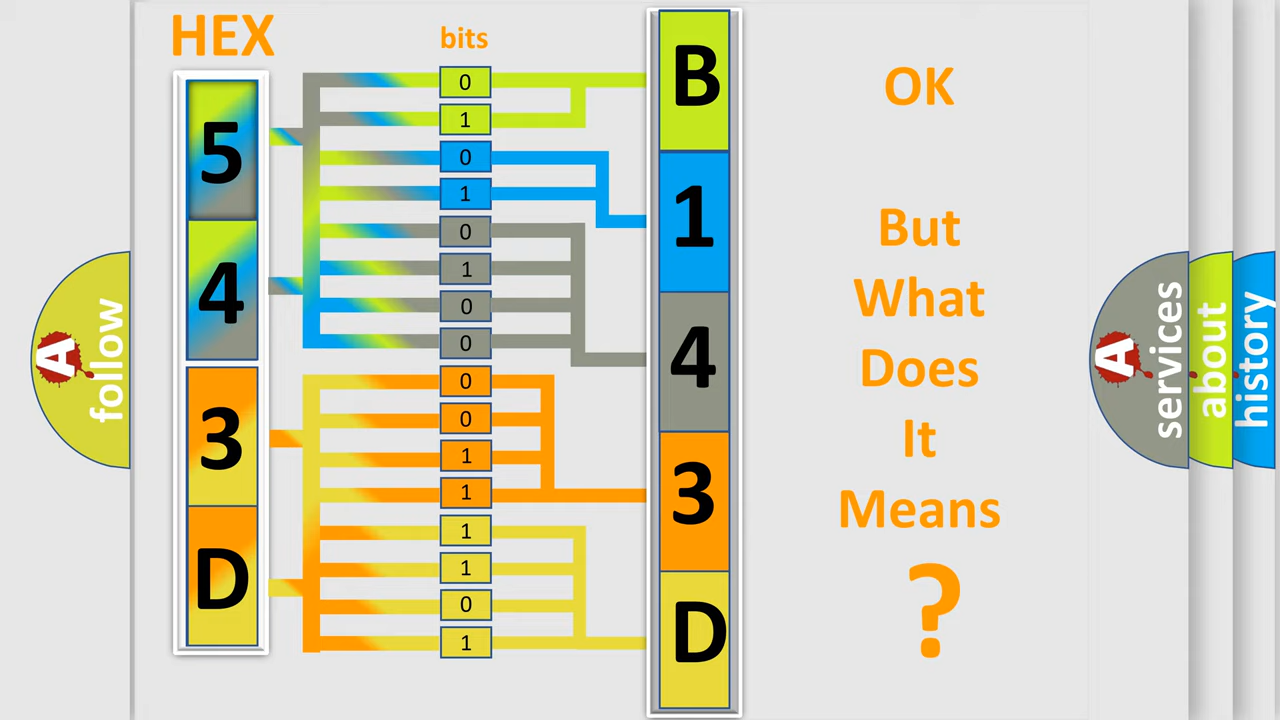 HEX
bits
5
4
3
D
0
1
0
1
0
1
0
0
0
0
1
1
1
1
0
1
B
1
4
3
D
OK
But
What
Does
It
Means
?
A
follow
A
services
about
history